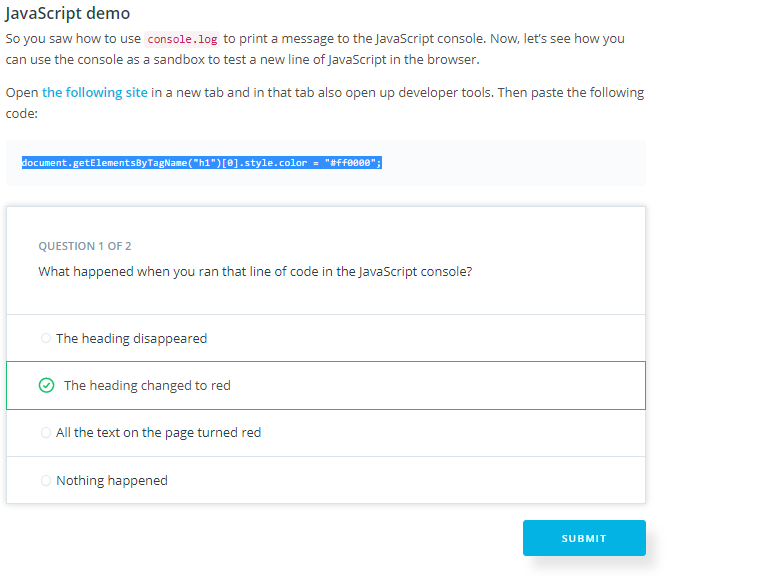 JavaScript demo
So you saw how to use console.log to print a message to the JavaScript console. Now, let's see how you
can use the console as a sandbox to test a new line of JavaScript in the browser.
Open the following site in a new tab and in that tab also open up developer tools. Then paste the following
code:
document.getElementsByTagName("h1")[0].style.color = "#ff0000";
QUESTION 1 OF 2
What happened when you ran that line of code in the JavaScript console?
The heading disappeared
The heading changed to red
All the text on the page turned red
Nothing happened
SUBMIT